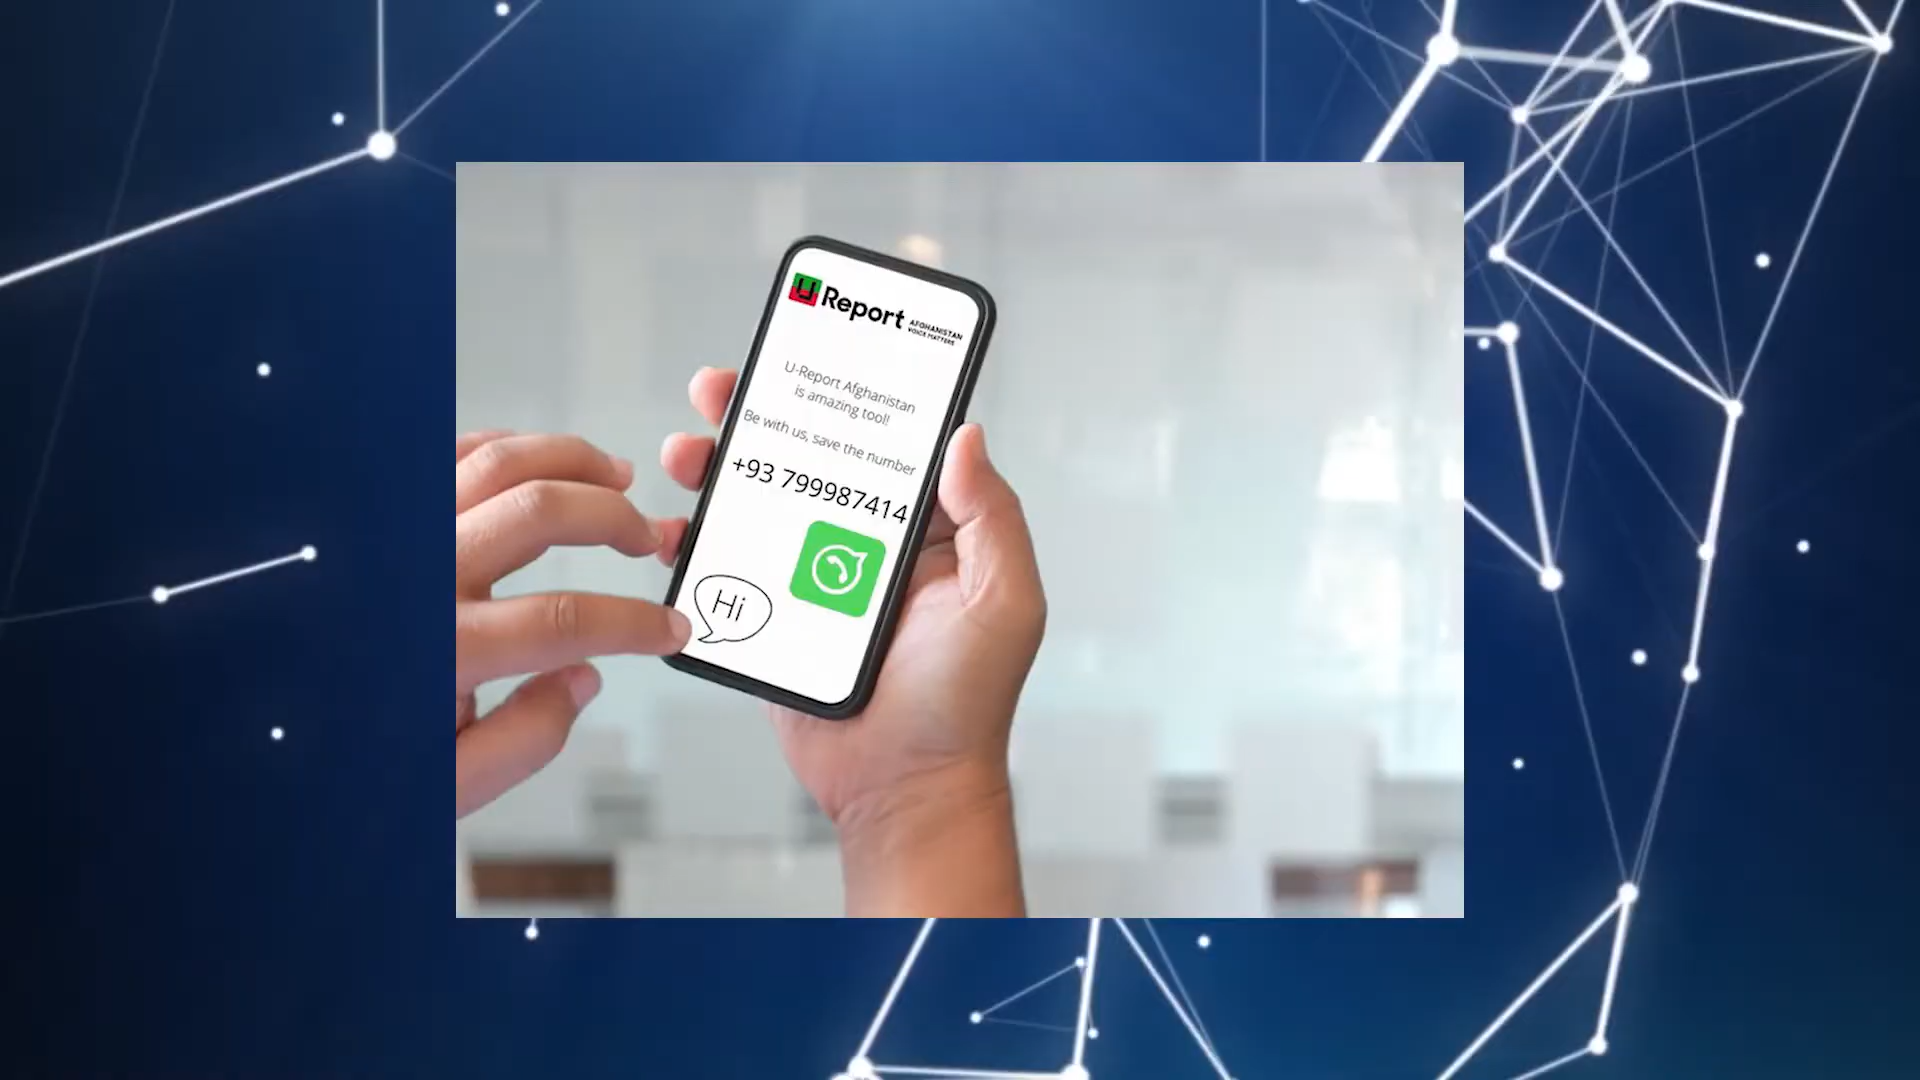 U Report
AFGHANISTAN
VOICE MATTERS
U-Report Afghanistan
is amazing tool!
Be with us, save the number
+93 799987414
Hi